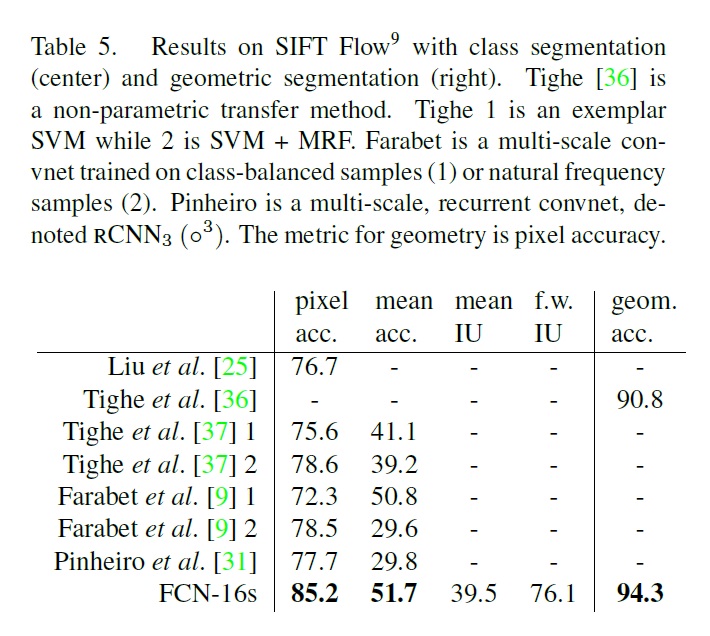 Table 5. Results on SIFT Flow⁹ with class segmentation
(center) and geometric segmentation (right). Tighe [36] is
a non-parametric transfer method. Tighe 1 is an exemplar
SVM while 2 is SVM + MRF. Farabet is a multi-scale con-
vnet trained on class-balanced samples (1) or natural frequency
samples (2). Pinheiro is a multi-scale, recurrent convnet, de-
noted RCNN₃ (∘³). The metric for geometry is pixel accuracy.
pixel mean mean f.w. geom.
acc. acc. IU IU acc.
Liu et al. [25] 76.7 - - - -
Tighe et al. [36] - - - - 90.8
Tighe et al. [37] 1 75.6 41.1 - - -
Tighe et al. [37] 2 78.6 39.2 - - -
Farabet et al. [9] 1 72.3 50.8 - - -
Farabet et al. [9] 2 78.5 29.6 - - -
Pinheiro et al. [31] 77.7 29.8 - - -
FCN-16s 85.2 51.7 39.5 76.1 94.3